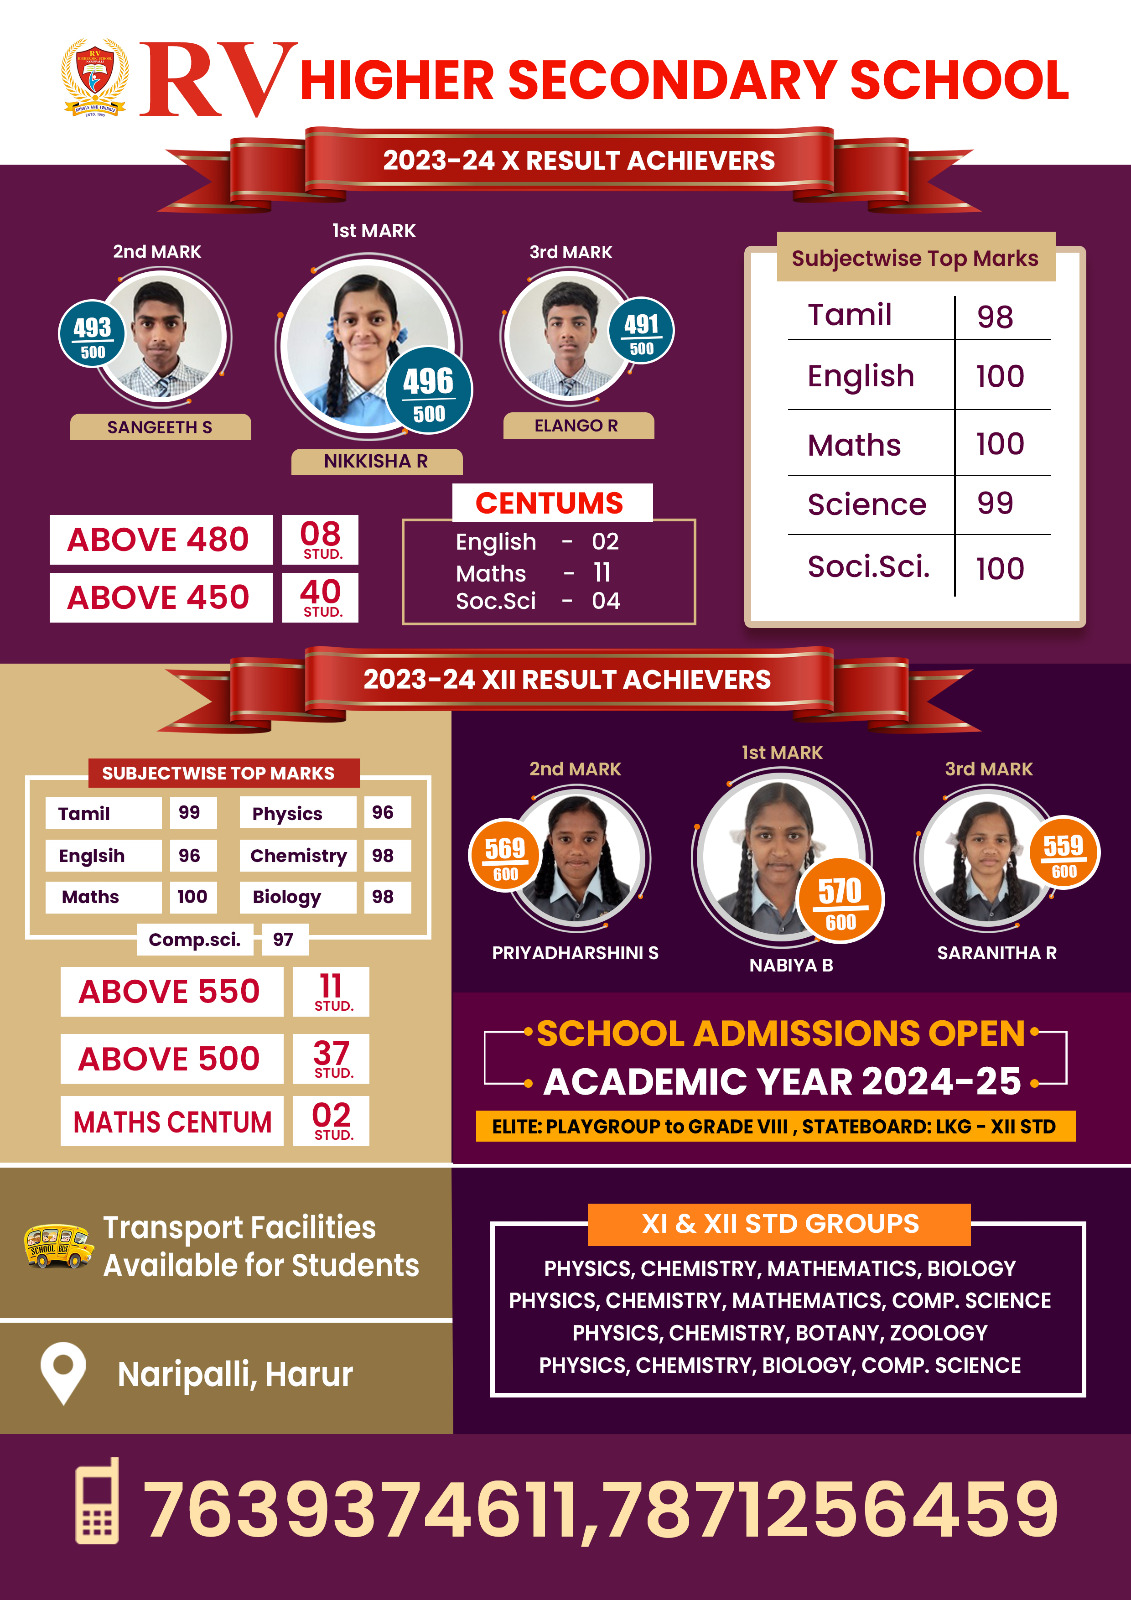 RV HIGHER SECONDARY SCHOOL
2023-24 X RESULT ACHIEVERS
2nd MARK
493
500
SANGEETH S
1st MARK
496
500
NIKKISHA R
3rd MARK
491
500
ELANGO R
ABOVE 480 08 STUD.
ABOVE 450 40 STUD.
CENTUMS
English - 02
Maths - 11
Soc.Sci - 04
Subjectwise Top Marks
Tamil 98
English 100
Maths 100
Science 99
Soci.Sci. 100
2023-24 XII RESULT ACHIEVERS
SUBJECTWISE TOP MARKS
Tamil 99 Physics 96
Englsih 96 Chemistry 98
Maths 100 Biology 98
Comp.sci. 97
ABOVE 550 11 STUD.
ABOVE 500 37 STUD.
MATHS CENTUM 02 STUD.
2nd MARK
569
600
PRIYADHARSHINI S
1st MARK
570
600
NABIYA B
3rd MARK
559
600
SARANITHA R
SCHOOL ADMISSIONS OPEN
ACADEMIC YEAR 2024-25
ELITE: PLAYGROUP to GRADE VIII , STATEBOARD: LKG - XII STD
SCHOOL BUS
Transport Facilities
Available for Students
Naripalli, Harur
XI & XII STD GROUPS
PHYSICS, CHEMISTRY, MATHEMATICS, BIOLOGY
PHYSICS, CHEMISTRY, MATHEMATICS, COMP. SCIENCE
PHYSICS, CHEMISTRY, BOTANY, ZOOLOGY
PHYSICS, CHEMISTRY, BIOLOGY, COMP. SCIENCE
7639374611,7871256459